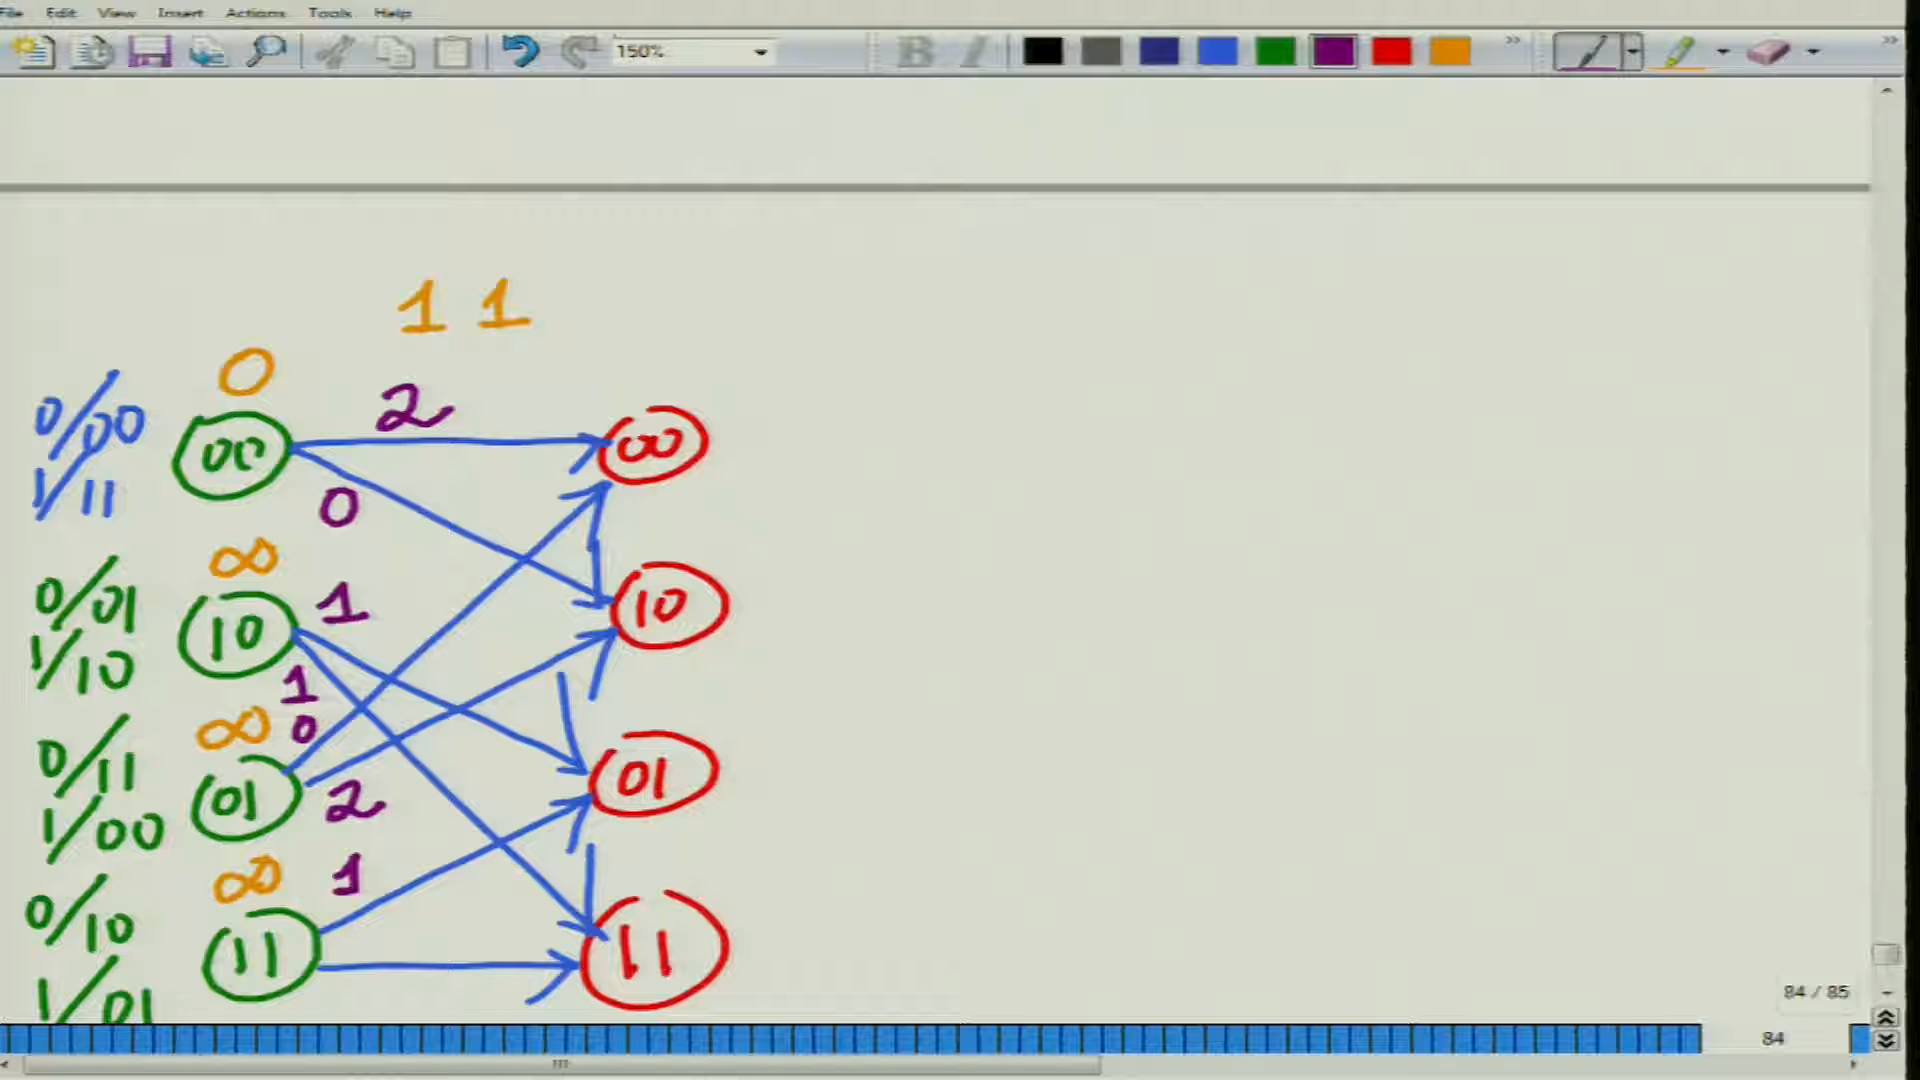 File Edit View Insert Actions Tools Help
150%
B I
1 1
0
0/00 00 2 00
1/11 0
∞
0/01 10 1 10
1/10 1
∞ 0
0/11 01 01
1/00 2
∞ 1
0/10 11 11
1/01
84 / 85
84